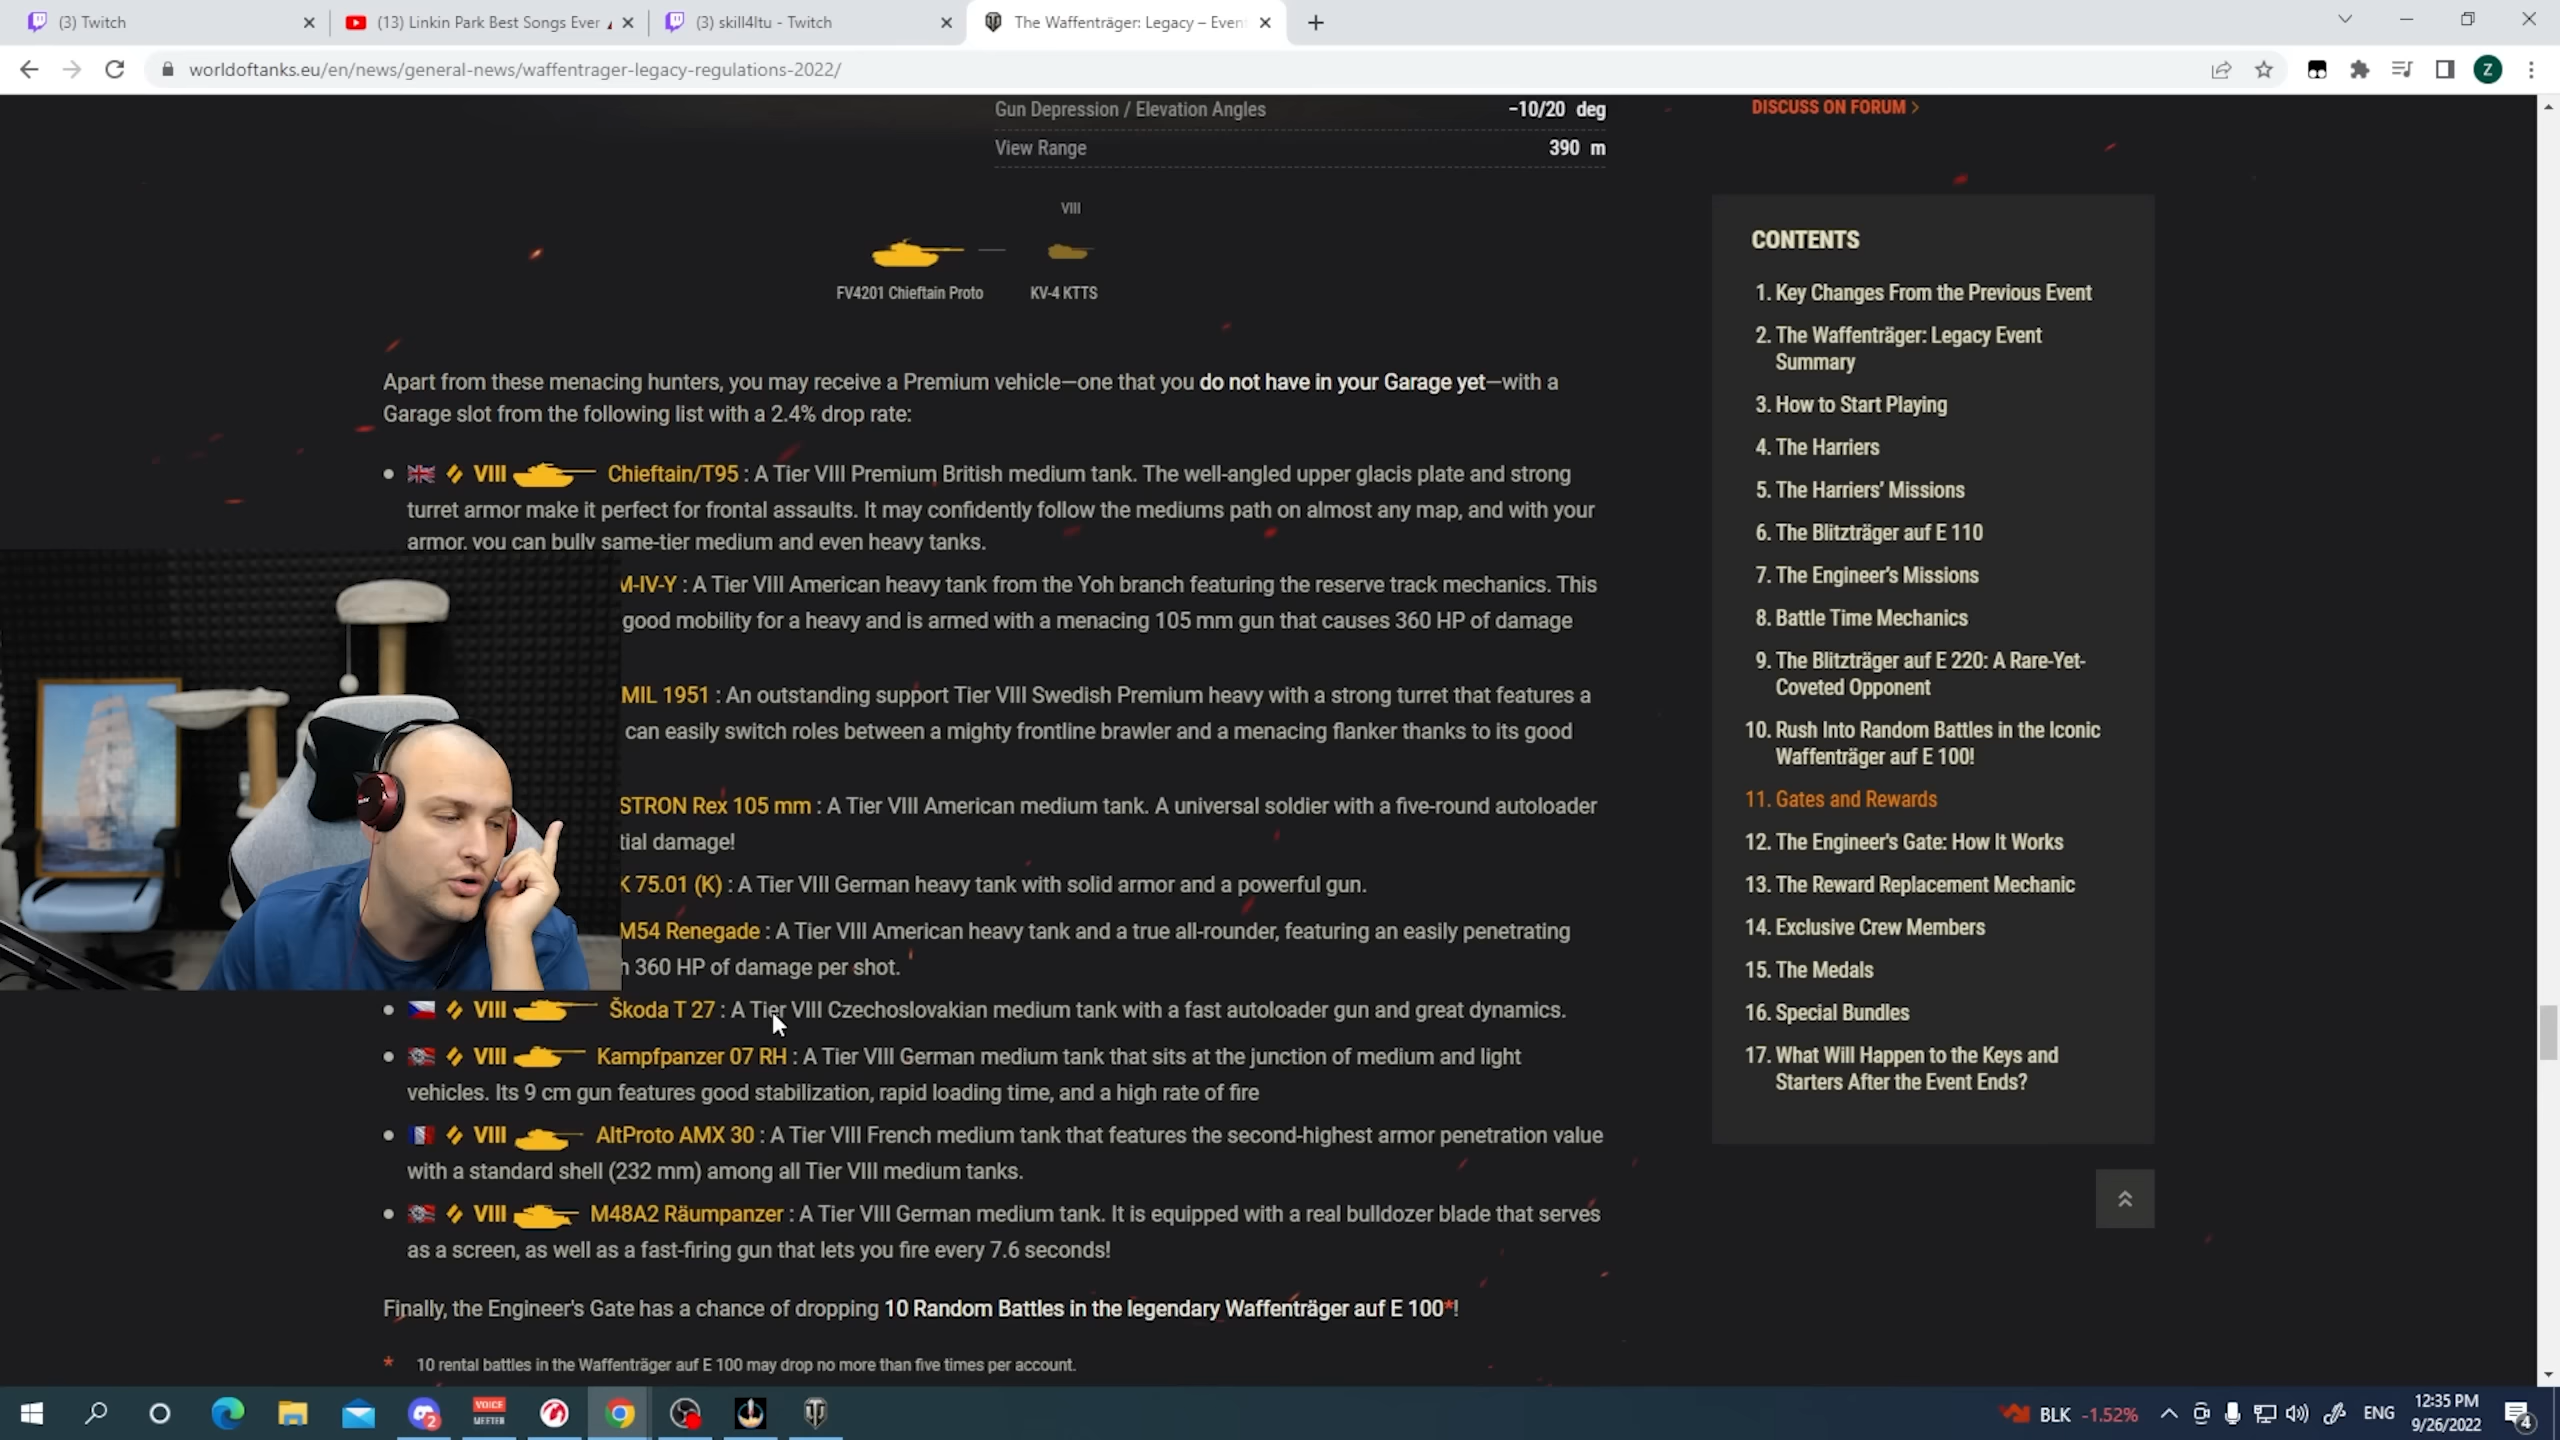 (3) Twitch
(13) Linkin Park Best Songs Ever
(3) skill4ltu - Twitch
The Waffenträger: Legacy – Even
worldoftanks.eu/en/news/general-news/waffentrager-legacy-regulations-2022/
Z
Gun Depression / Elevation Angles −10/20 deg
View Range 390 m
VIII
FV4201 Chieftain Proto
KV-4 KTTS
Apart from these menacing hunters, you may receive a Premium vehicle—one that you do not have in your Garage yet—with a
Garage slot from the following list with a 2.4% drop rate:
VIII Chieftain/T95 : A Tier VIII Premium British medium tank. The well-angled upper glacis plate and strong
turret armor make it perfect for frontal assaults. It may confidently follow the mediums path on almost any map, and with your
armor, you can bully same-tier medium and even heavy tanks.
M-IV-Y : A Tier VIII American heavy tank from the Yoh branch featuring the reserve track mechanics. This
good mobility for a heavy and is armed with a menacing 105 mm gun that causes 360 HP of damage
MIL 1951 : An outstanding support Tier VIII Swedish Premium heavy with a strong turret that features a
can easily switch roles between a mighty frontline brawler and a menacing flanker thanks to its good
STRON Rex 105 mm : A Tier VIII American medium tank. A universal soldier with a five-round autoloader
tial damage!
K 75.01 (K) : A Tier VIII German heavy tank with solid armor and a powerful gun.
M54 Renegade : A Tier VIII American heavy tank and a true all-rounder, featuring an easily penetrating
360 HP of damage per shot.
VIII Škoda T 27 : A Tier VIII Czechoslovakian medium tank with a fast autoloader gun and great dynamics.
VIII Kampfpanzer 07 RH : A Tier VIII German medium tank that sits at the junction of medium and light
vehicles. Its 9 cm gun features good stabilization, rapid loading time, and a high rate of fire
VIII AltProto AMX 30 : A Tier VIII French medium tank that features the second-highest armor penetration value
with a standard shell (232 mm) among all Tier VIII medium tanks.
VIII M48A2 Räumpanzer : A Tier VIII German medium tank. It is equipped with a real bulldozer blade that serves
as a screen, as well as a fast-firing gun that lets you fire every 7.6 seconds!
Finally, the Engineer's Gate has a chance of dropping 10 Random Battles in the legendary Waffenträger auf E 100*!
* 10 rental battles in the Waffenträger auf E 100 may drop no more than five times per account.
DISCUSS ON FORUM >
CONTENTS
1. Key Changes From the Previous Event
2. The Waffenträger: Legacy Event
Summary
3. How to Start Playing
4. The Harriers
5. The Harriers’ Missions
6. The Blitzträger auf E 110
7. The Engineer’s Missions
8. Battle Time Mechanics
9. The Blitzträger auf E 220: A Rare-Yet-
Coveted Opponent
10. Rush Into Random Battles in the Iconic
Waffenträger auf E 100!
11. Gates and Rewards
12. The Engineer's Gate: How It Works
13. The Reward Replacement Mechanic
14. Exclusive Crew Members
15. The Medals
16. Special Bundles
17. What Will Happen to the Keys and
Starters After the Event Ends?
2
VOICE
MEETER
BLK -1.52%
ENG
12:35 PM
9/26/2022
4